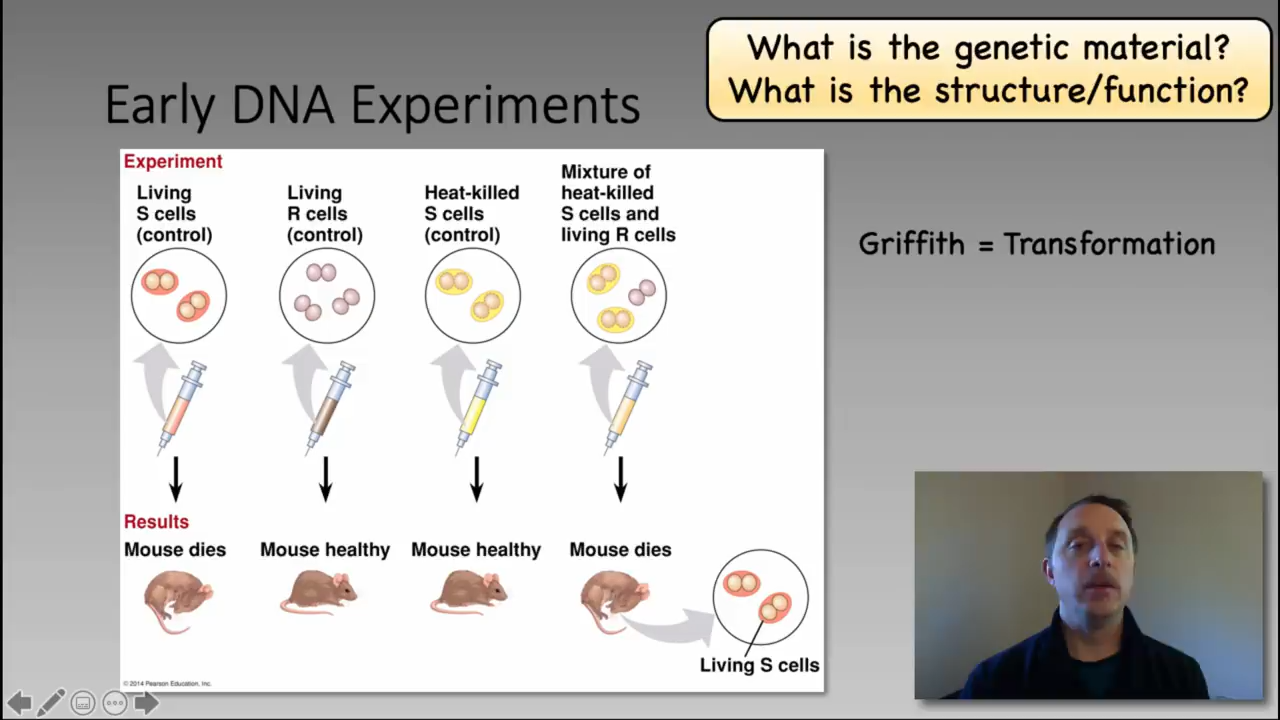 What is the genetic material?
What is the structure/function?
Early DNA Experiments
Experiment
Living
S cells
(control)
Living
R cells
(control)
Heat-killed
S cells
(control)
Mixture of
heat-killed
S cells and
living R cells
Griffith = Transformation
Results
Mouse dies
Mouse healthy
Mouse healthy
Mouse dies
Living S cells
© 2014 Pearson Education, Inc.